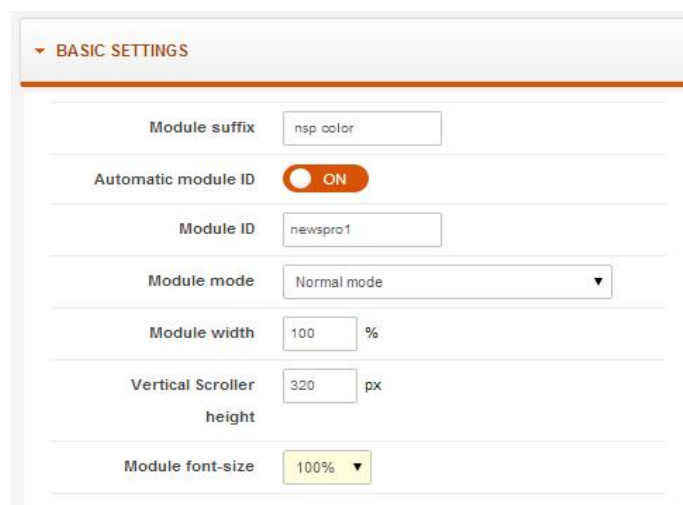 BASIC SETTINGS
Module suffix nsp color
Automatic module ID ON
Module ID newspro1
Module mode Normal mode
Module width 100 %
Vertical Scroller 320 px
height
Module font-size 100%